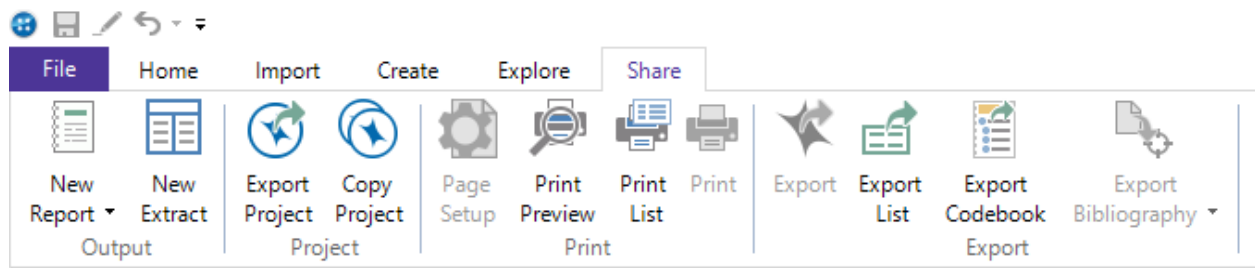 File Home Import Create Explore Share
New Report New Extract Export Project Copy Project Page Setup Print Preview Print List Print Export Export List Export Codebook Export Bibliography
Output Project Print Export